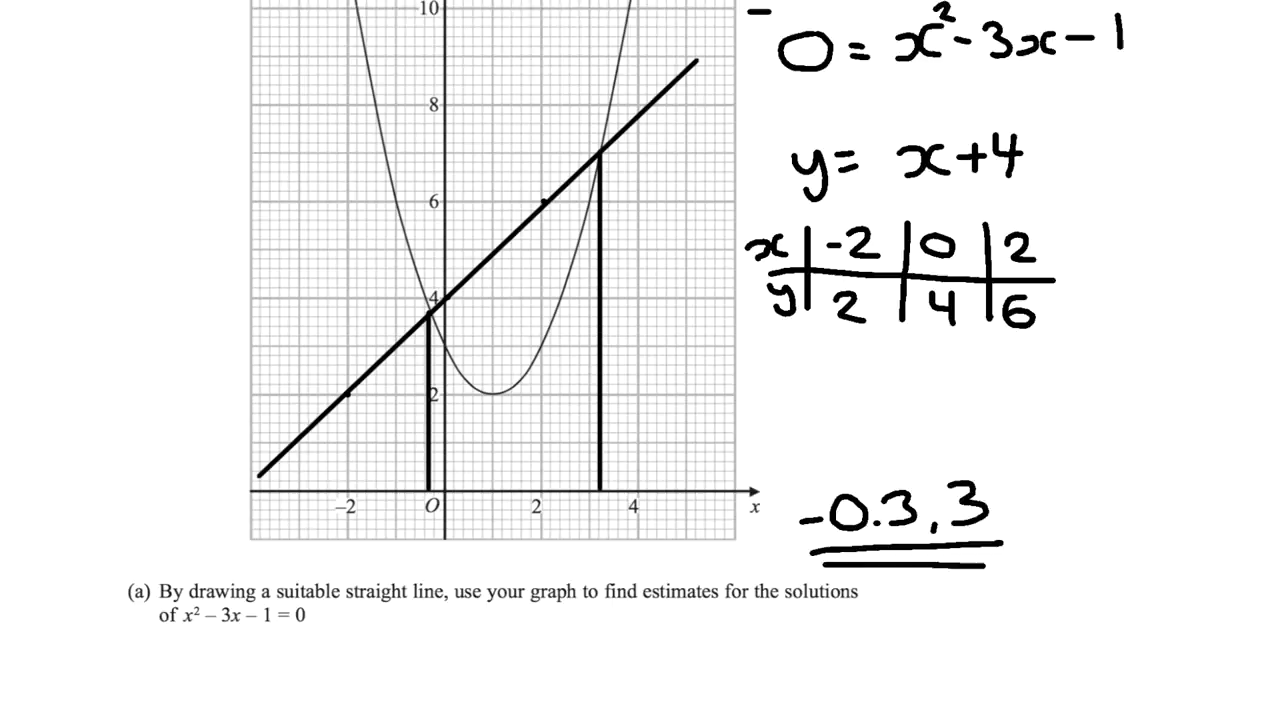 10
8
6
4
2
-2 O 2 4 x
0 = x² - 3x - 1
y = x + 4
x | -2 | 0 | 2
y | 2 | 4 | 6
-0.3, 3
(a) By drawing a suitable straight line, use your graph to find estimates for the solutions
of x² – 3x – 1 = 0